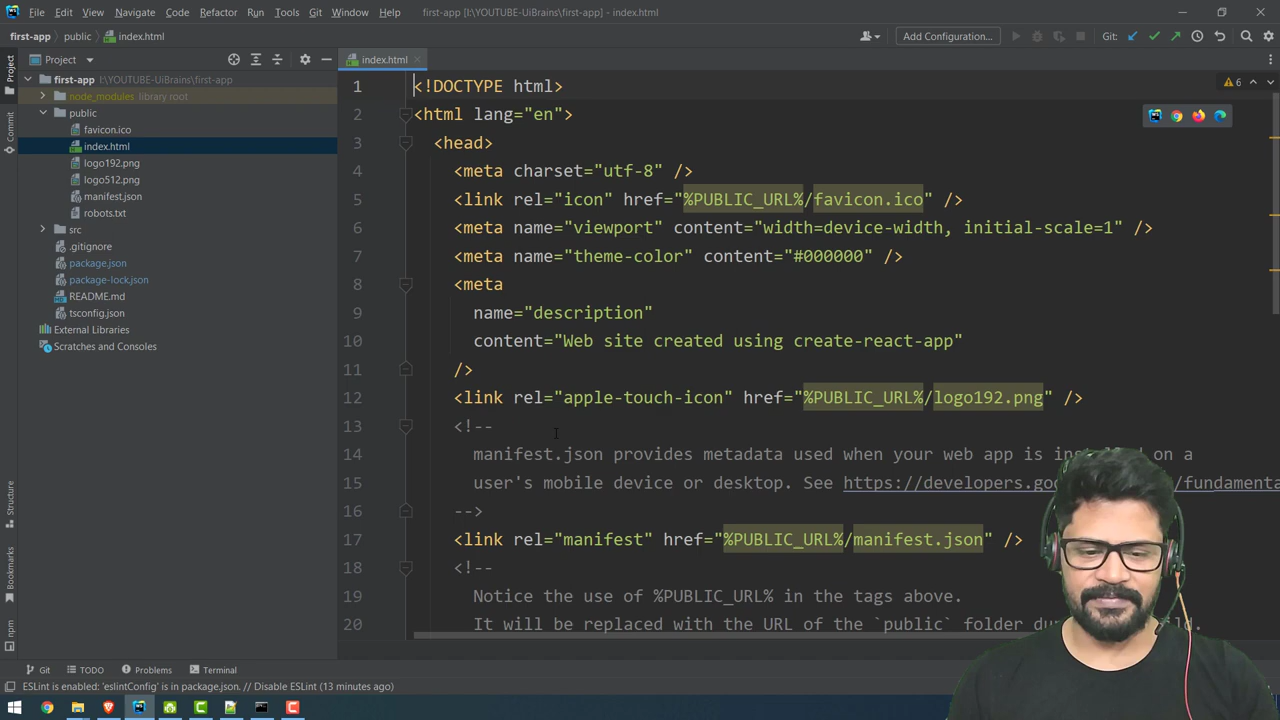 File Edit View Navigate Code Refactor Run Tools Git Window Help first-app [I:\YOUTUBE-UiBrains\first-app] - index.html
first-app public index.html Add Configuration... Git:
Project index.html
Project
Commit
Structure
Bookmarks
npm
first-app I:\YOUTUBE-UiBrains\first-app
node_modules library root
public
favicon.ico
index.html
logo192.png
logo512.png
manifest.json
robots.txt
src
.gitignore
package.json
package-lock.json
README.md
tsconfig.json
External Libraries
Scratches and Consoles
6
1 <!DOCTYPE html>
2 <html lang="en">
3 <head>
4 <meta charset="utf-8" />
5 <link rel="icon" href="%PUBLIC_URL%/favicon.ico" />
6 <meta name="viewport" content="width=device-width, initial-scale=1" />
7 <meta name="theme-color" content="#000000" />
8 <meta
9 name="description"
10 content="Web site created using create-react-app"
11 />
12 <link rel="apple-touch-icon" href="%PUBLIC_URL%/logo192.png" />
13 <!--
14 manifest.json provides metadata used when your web app is on a
15 user's mobile device or desktop. See https://developers.go /fundamenta
16 -->
17 <link rel="manifest" href="%PUBLIC_URL%/manifest.json" />
18 <!--
19 Notice the use of %PUBLIC_URL% in the tags above.
20 It will be replaced with the URL of the `public` folder
Git TODO Problems Terminal
ESLint is enabled: 'eslintConfig' is in package.json. // Disable ESLint (13 minutes ago)